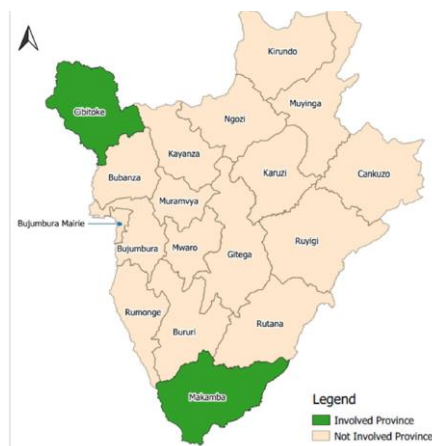 Kirundo
Cibitoke
Muyinga
Ngozi
Kayanza
Karuzi
Cankuzo
Bubanza
Muramvya
Bujumbura Mairie
Bujumbura
Mwaro
Gitega
Ruyigi
Rumonge
Bururi
Rutana
Makamba
Legend
Involved Province
Not Involved Province